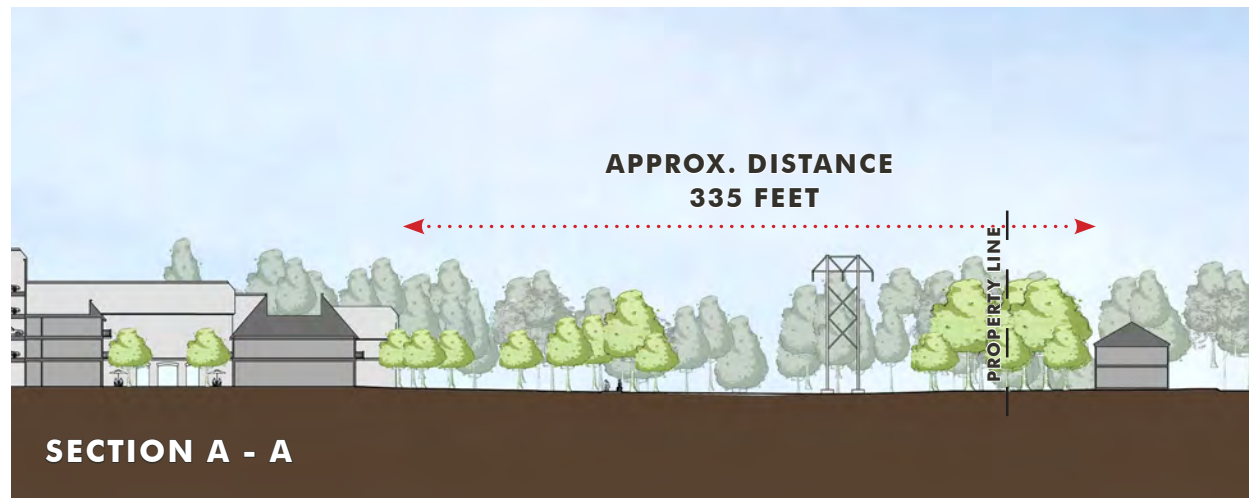 APPROX. DISTANCE
335 FEET
PROPERTY LINE
SECTION A - A